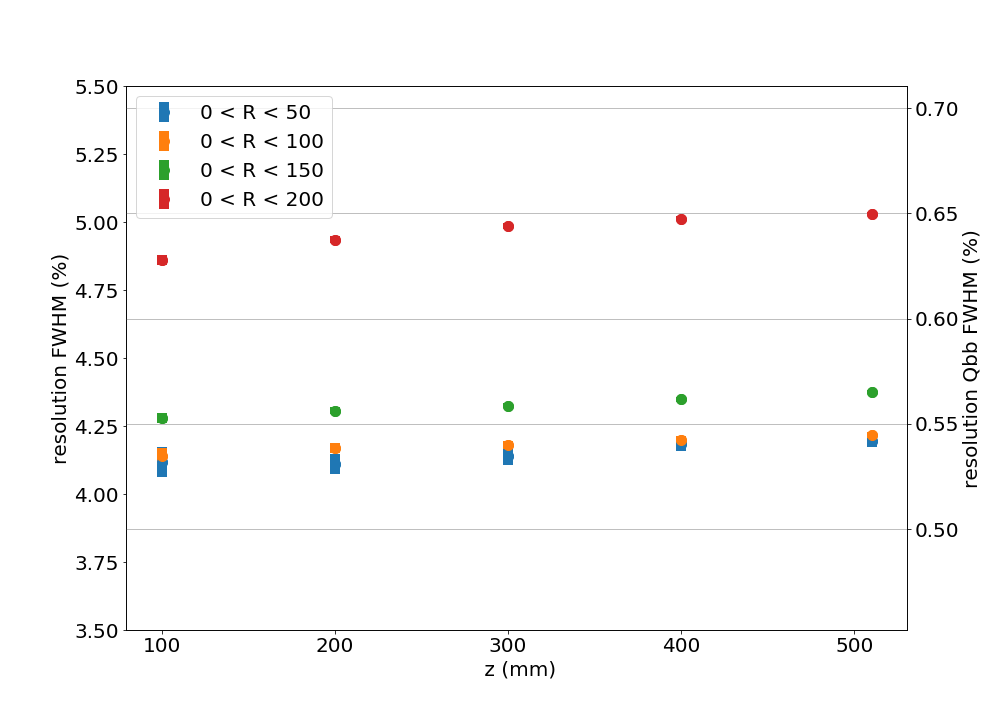 5.50
5.25
5.00
4.75
4.50
4.25
4.00
3.75
3.50
resolution FWHM (%)
0 < R < 50
0 < R < 100
0 < R < 150
0 < R < 200
0.70
0.65
0.60
0.55
0.50
resolution Qbb FWHM (%)
100 200 300 400 500
z (mm)